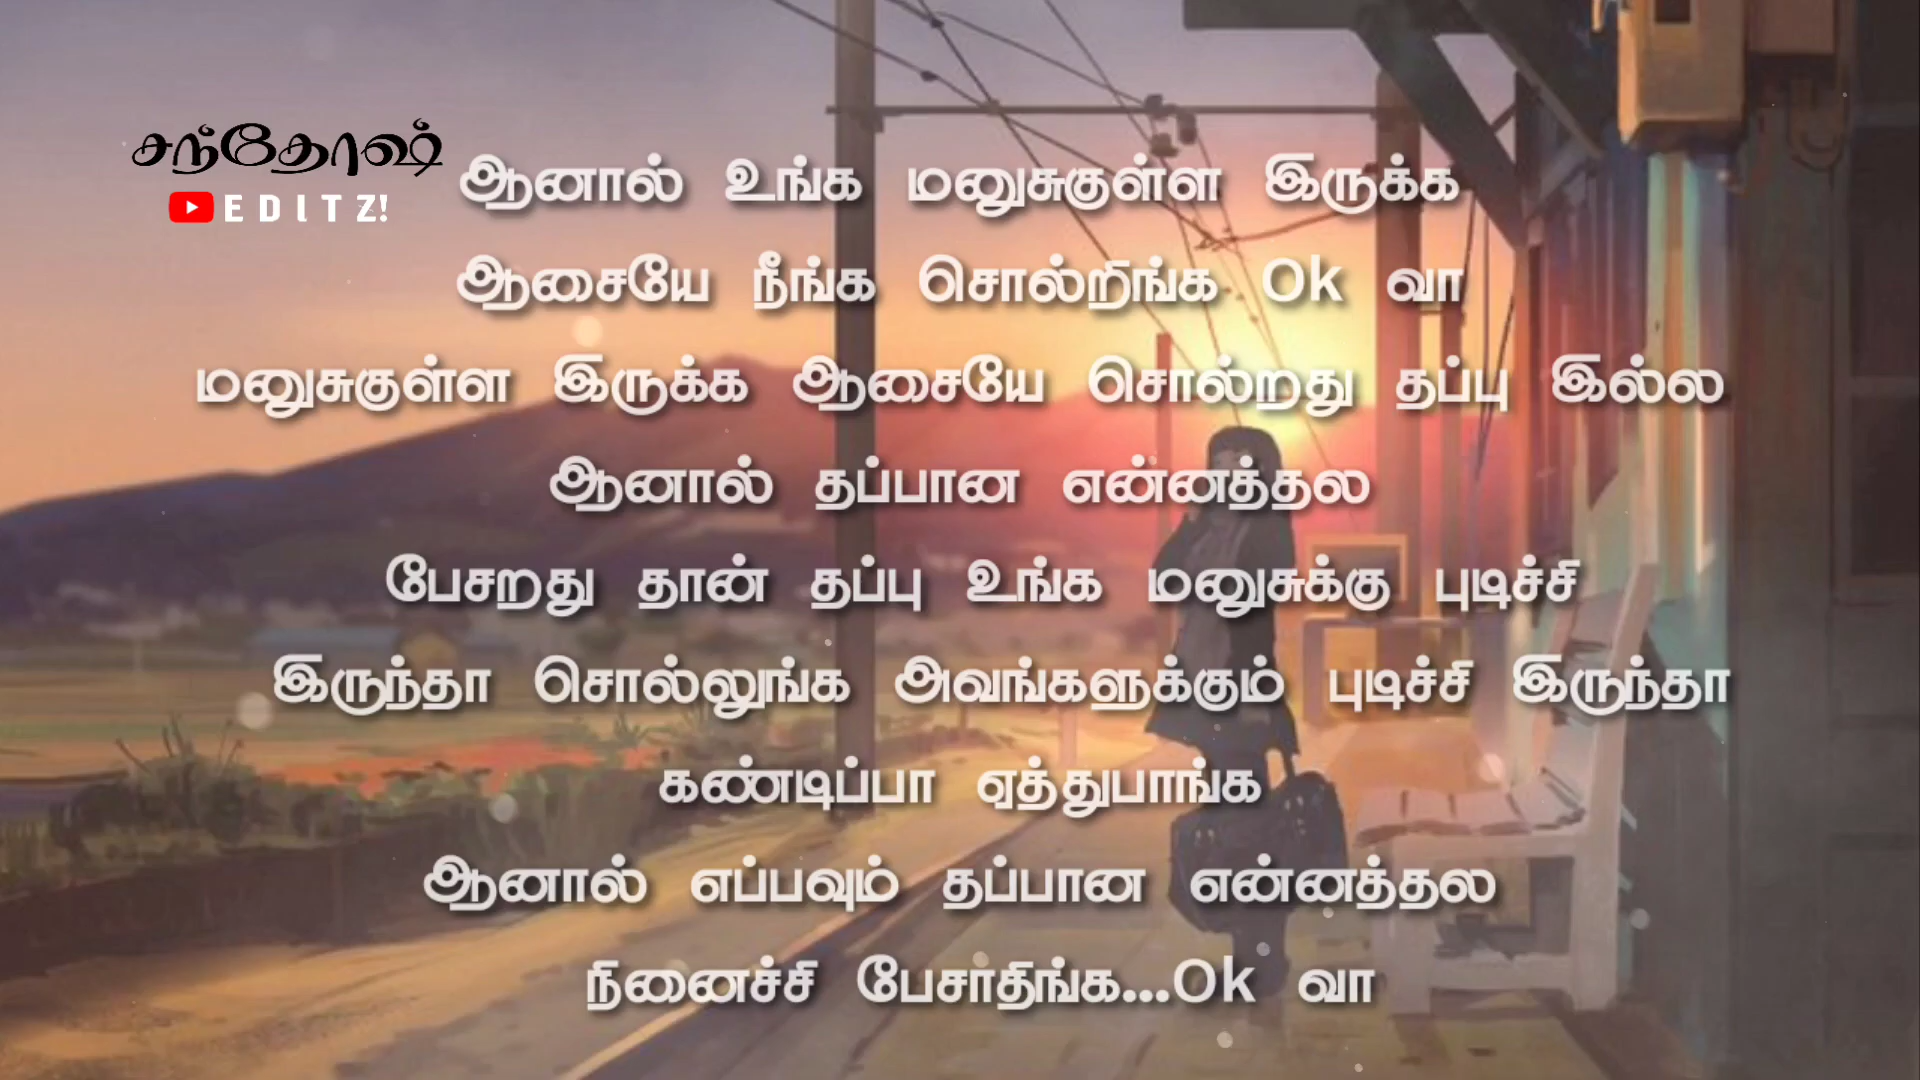 சந்தோஷ்
EDITZ!
ஆனால் உங்க மனுசுகுள்ள இருக்க
ஆசையே நீங்க சொல்றிங்க Ok வா
மனுசுகுள்ள இருக்க ஆசையே சொல்றது தப்பு இல்ல
ஆனால் தப்பான என்னத்தல
பேசறது தான் தப்பு உங்க மனுசுக்கு புடிச்சி
இருந்தா சொல்லுங்க அவங்களுக்கும் புடிச்சி இருந்தா
கண்டிப்பா ஏத்துபாங்க
ஆனால் எப்பவும் தப்பான என்னத்தல
நினைச்சி பேசாதிங்க...Ok வா